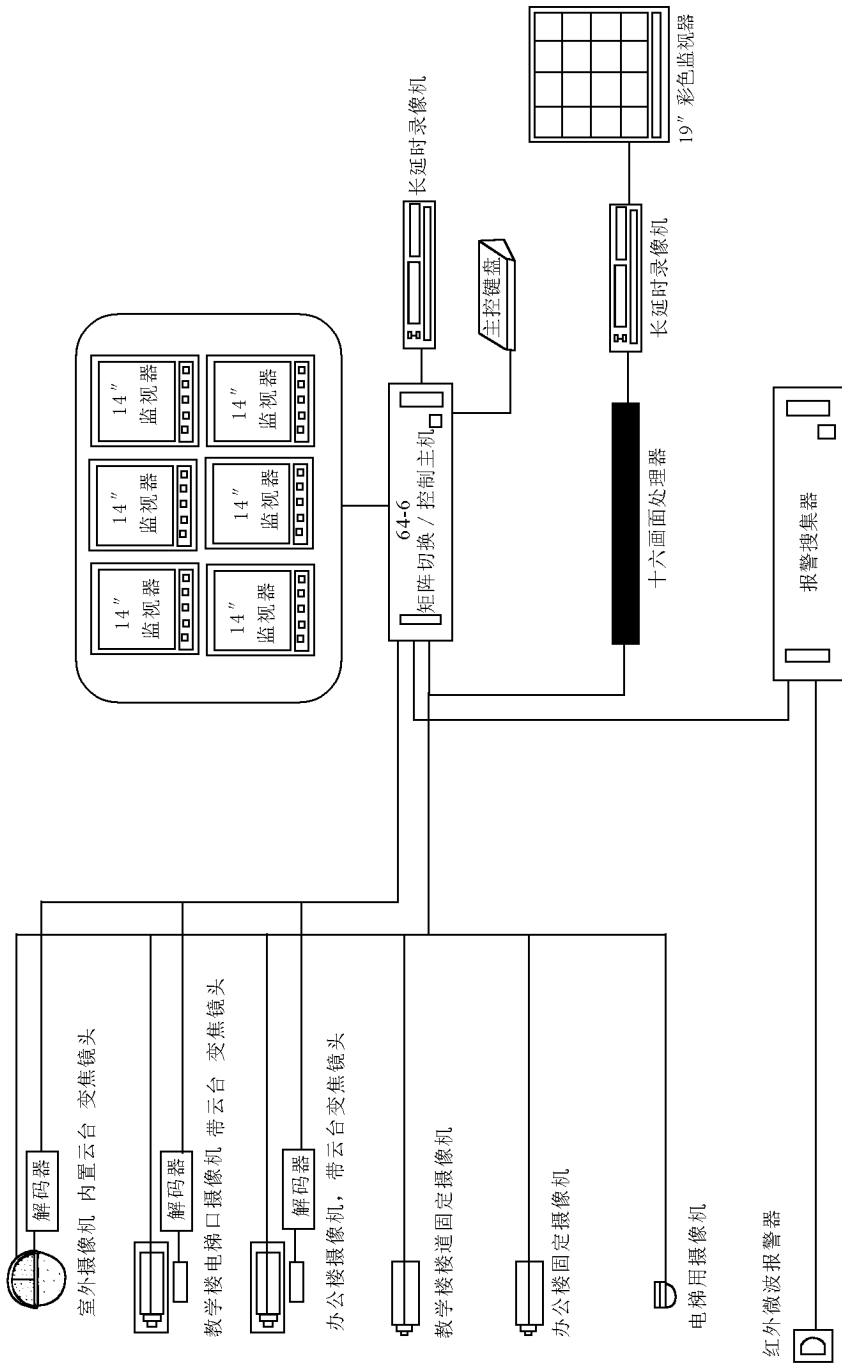 室外摄像机 内置云台 变焦镜头
解码器
教学楼电梯口摄像机 带云台 变焦镜头
解码器
办公楼摄像机，带云台变焦镜头
解码器
教学楼楼道固定摄像机
办公楼固定摄像机
电梯用摄像机
红外微波报警器
D
14″
监视器
14″
监视器
14″
监视器
14″
监视器
14″
监视器
14″
监视器
64-6
矩阵切换/控制主机
长延时录像机
主控键盘
十六画面处理器
长延时录像机
19″ 彩色监视器
报警搜集器